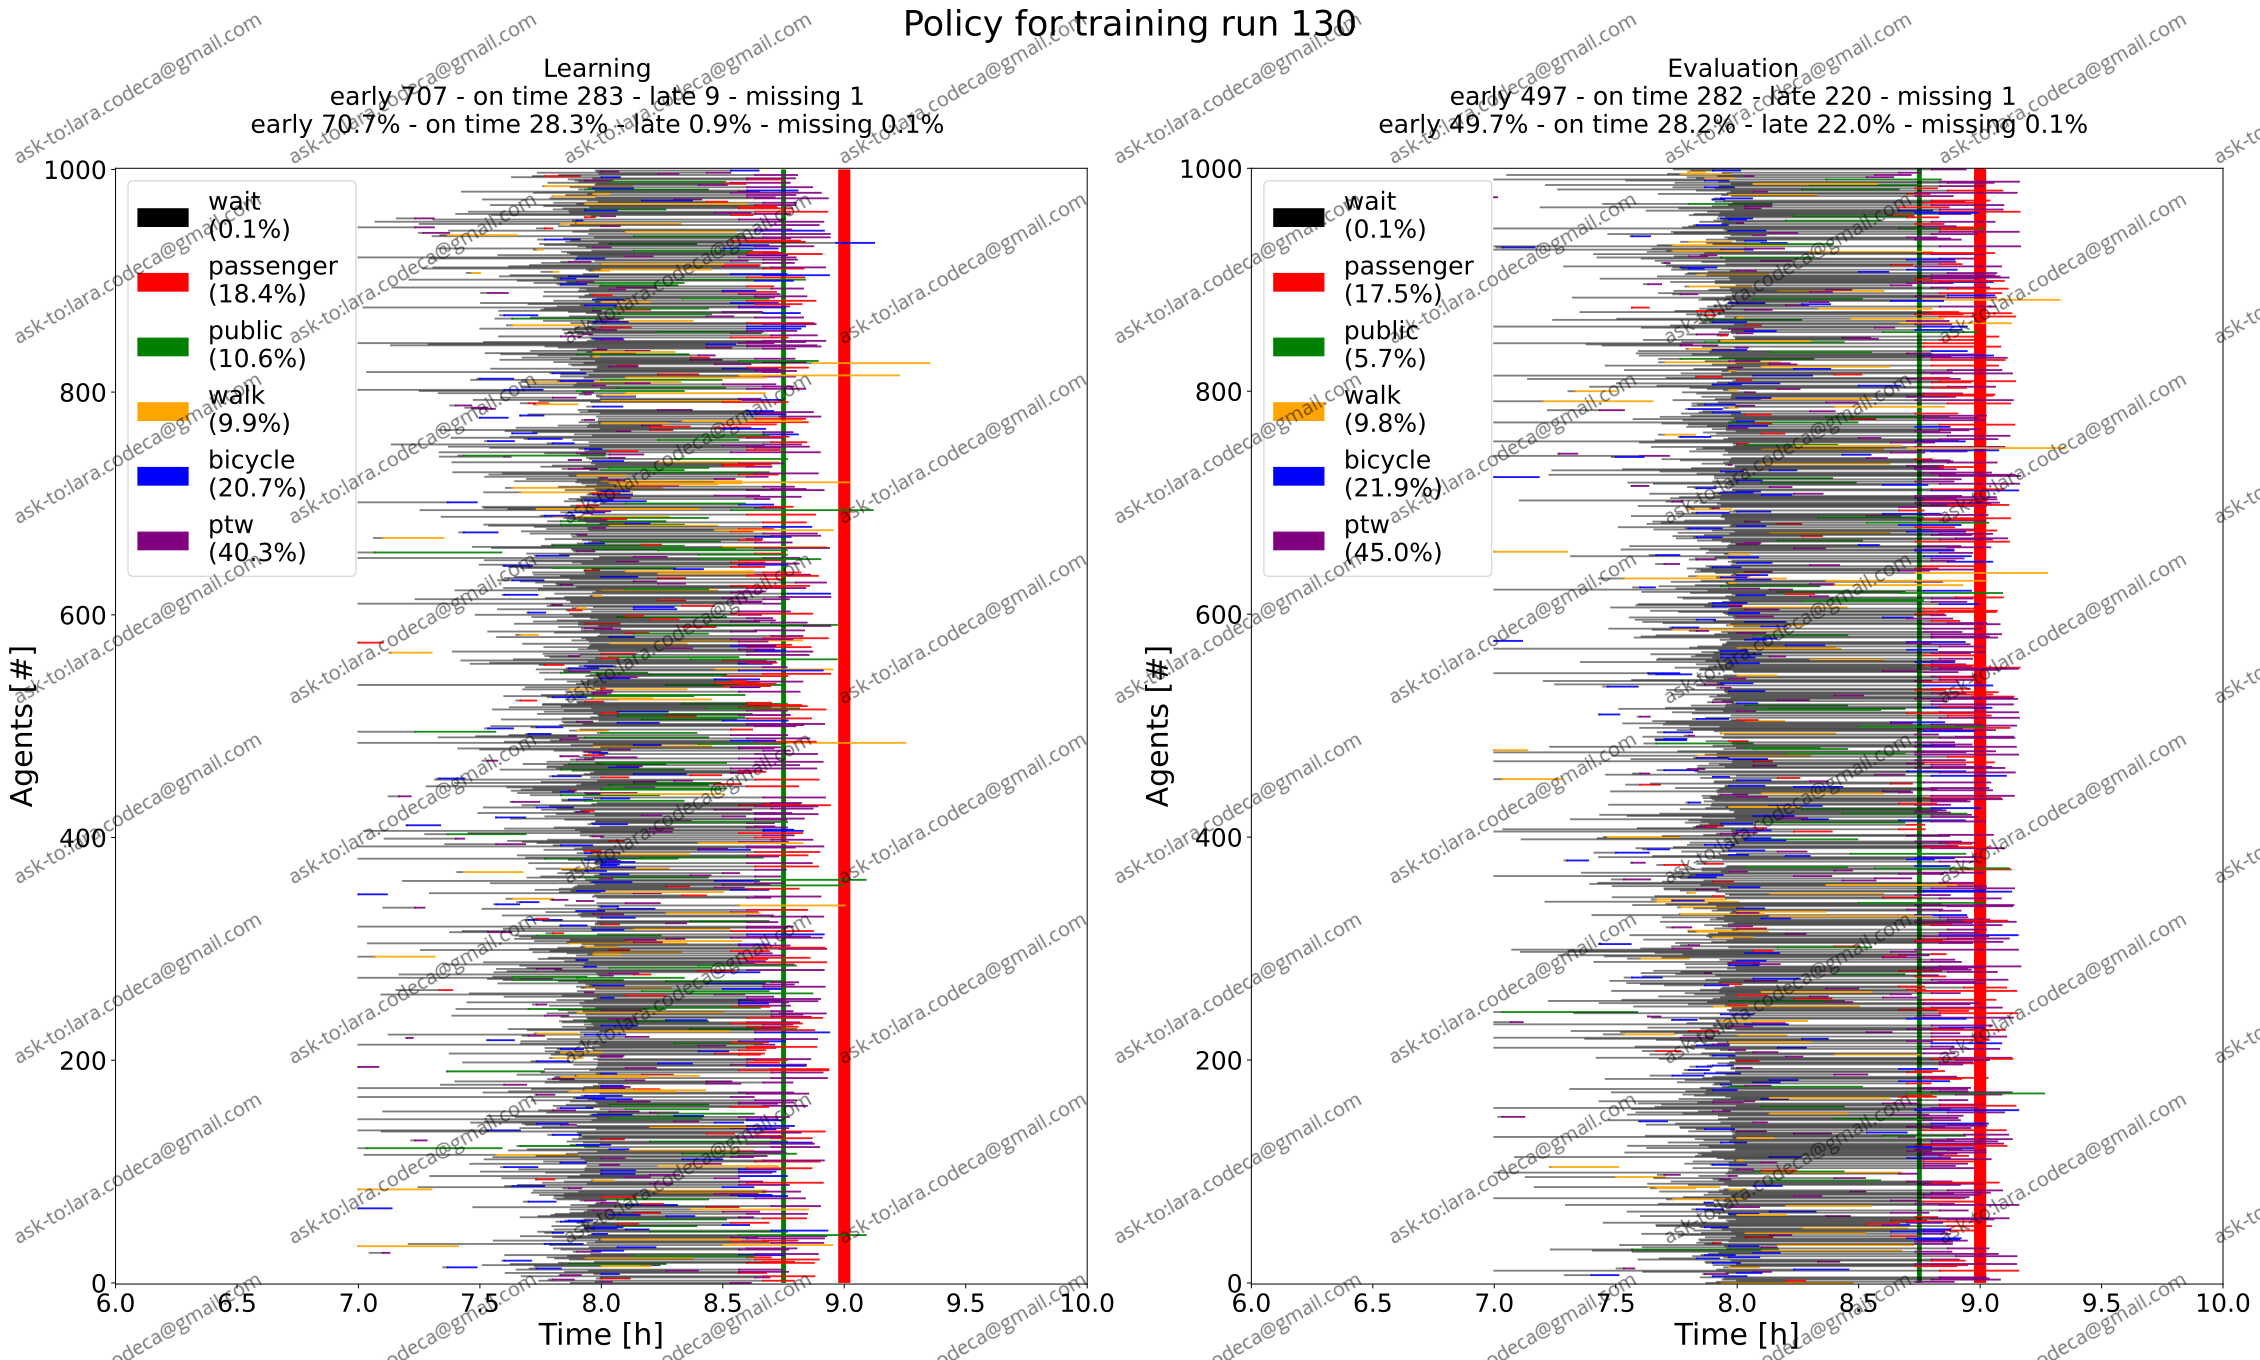 Policy for training run 130
Learning
early 707 - on time 283 - late 9 - missing 1
early 70.7% - on time 28.3% - late 0.9% - missing 0.1%
1000
800
600
400
200
0
Agents [#]
wait
(0.1%)
passenger
(18.4%)
public
(10.6%)
walk
(9.9%)
bicycle
(20.7%)
ptw
(40.3%)
6.0 6.5 7.0 7.5 8.0 8.5 9.0 9.5 10.0
Time [h]
Evaluation
early 497 - on time 282 - late 220 - missing 1
early 49.7% - on time 28.2% - late 22.0% - missing 0.1%
1000
800
600
400
200
0
Agents [#]
wait
(0.1%)
passenger
(17.5%)
public
(5.7%)
walk
(9.8%)
bicycle
(21.9%)
ptw
(45.0%)
6.0 6.5 7.0 7.5 8.0 8.5 9.0 9.5 10.0
Time [h]
ask-to:lara.codeca@gmail.com